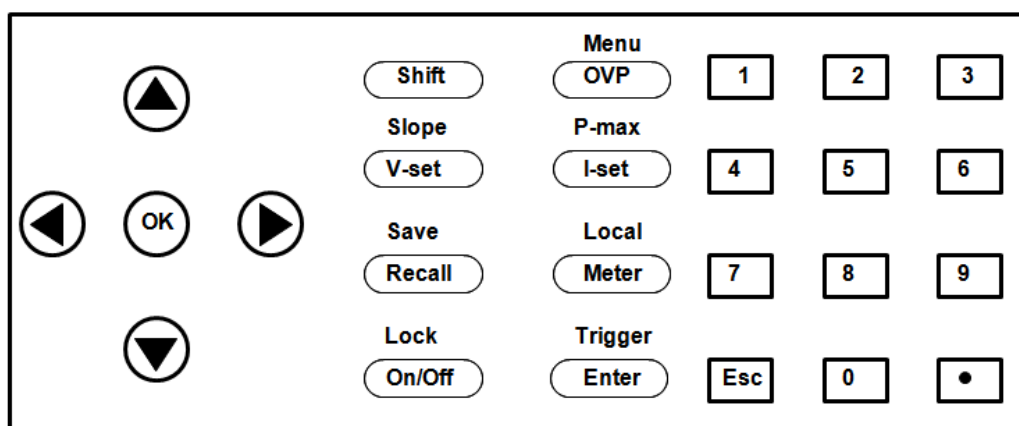 Menu
Shift OVP 1 2 3
Slope P-max
V-set I-set 4 5 6
OK
Save Local
Recall Meter 7 8 9
Lock Trigger
On/Off Enter Esc 0 •